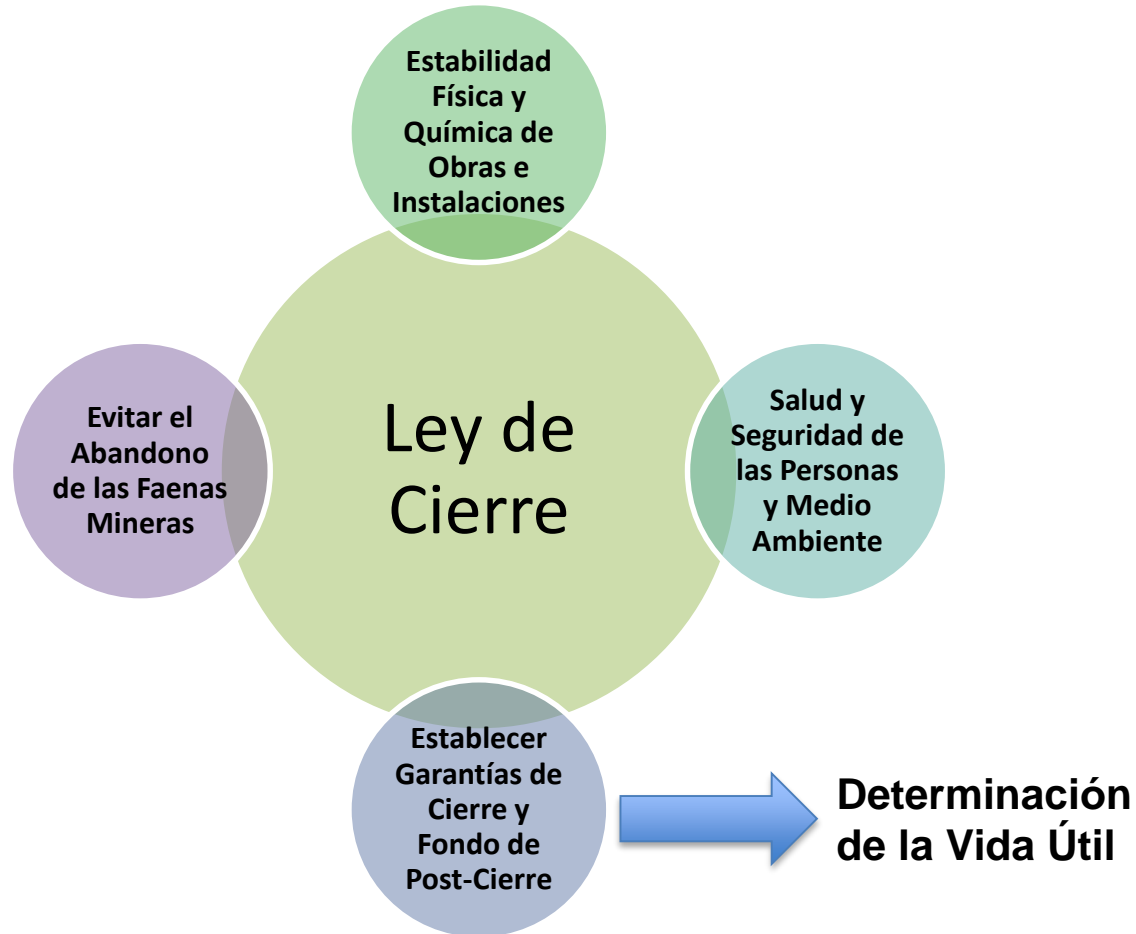 Estabilidad
Física y
Química de
Obras e
Instalaciones
Evitar el
Abandono
de las Faenas
Mineras
Ley de
Cierre
Salud y
Seguridad de
las Personas
y Medio
Ambiente
Establecer
Garantías de
Cierre y
Fondo de
Post-Cierre
Determinación
de la Vida Útil